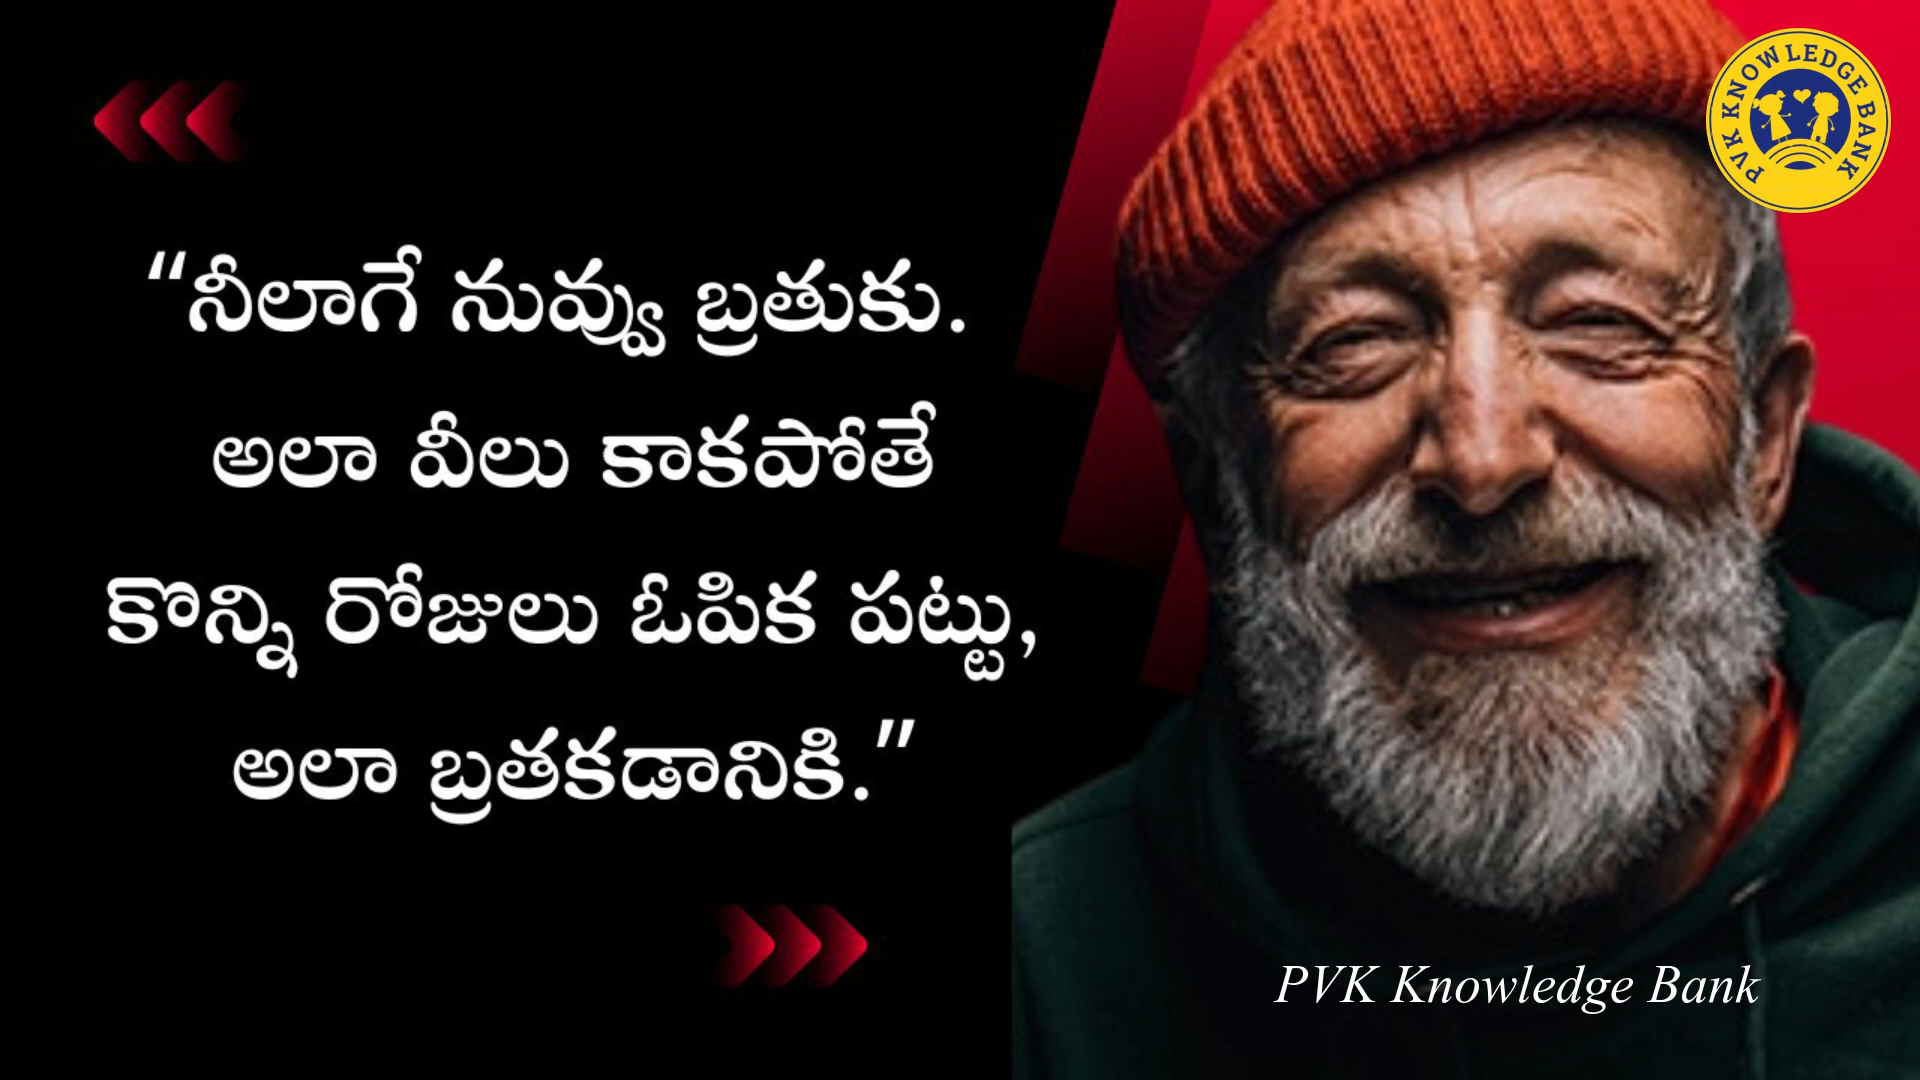 “నీలాగే నువ్వు బ్రతుకు.
అలా వీలు కాకపోతే
కొన్ని రోజులు ఓపిక పట్టు,
అలా బ్రతకడానికి.”
PVK KNOWLEDGE BANK
PVK Knowledge Bank